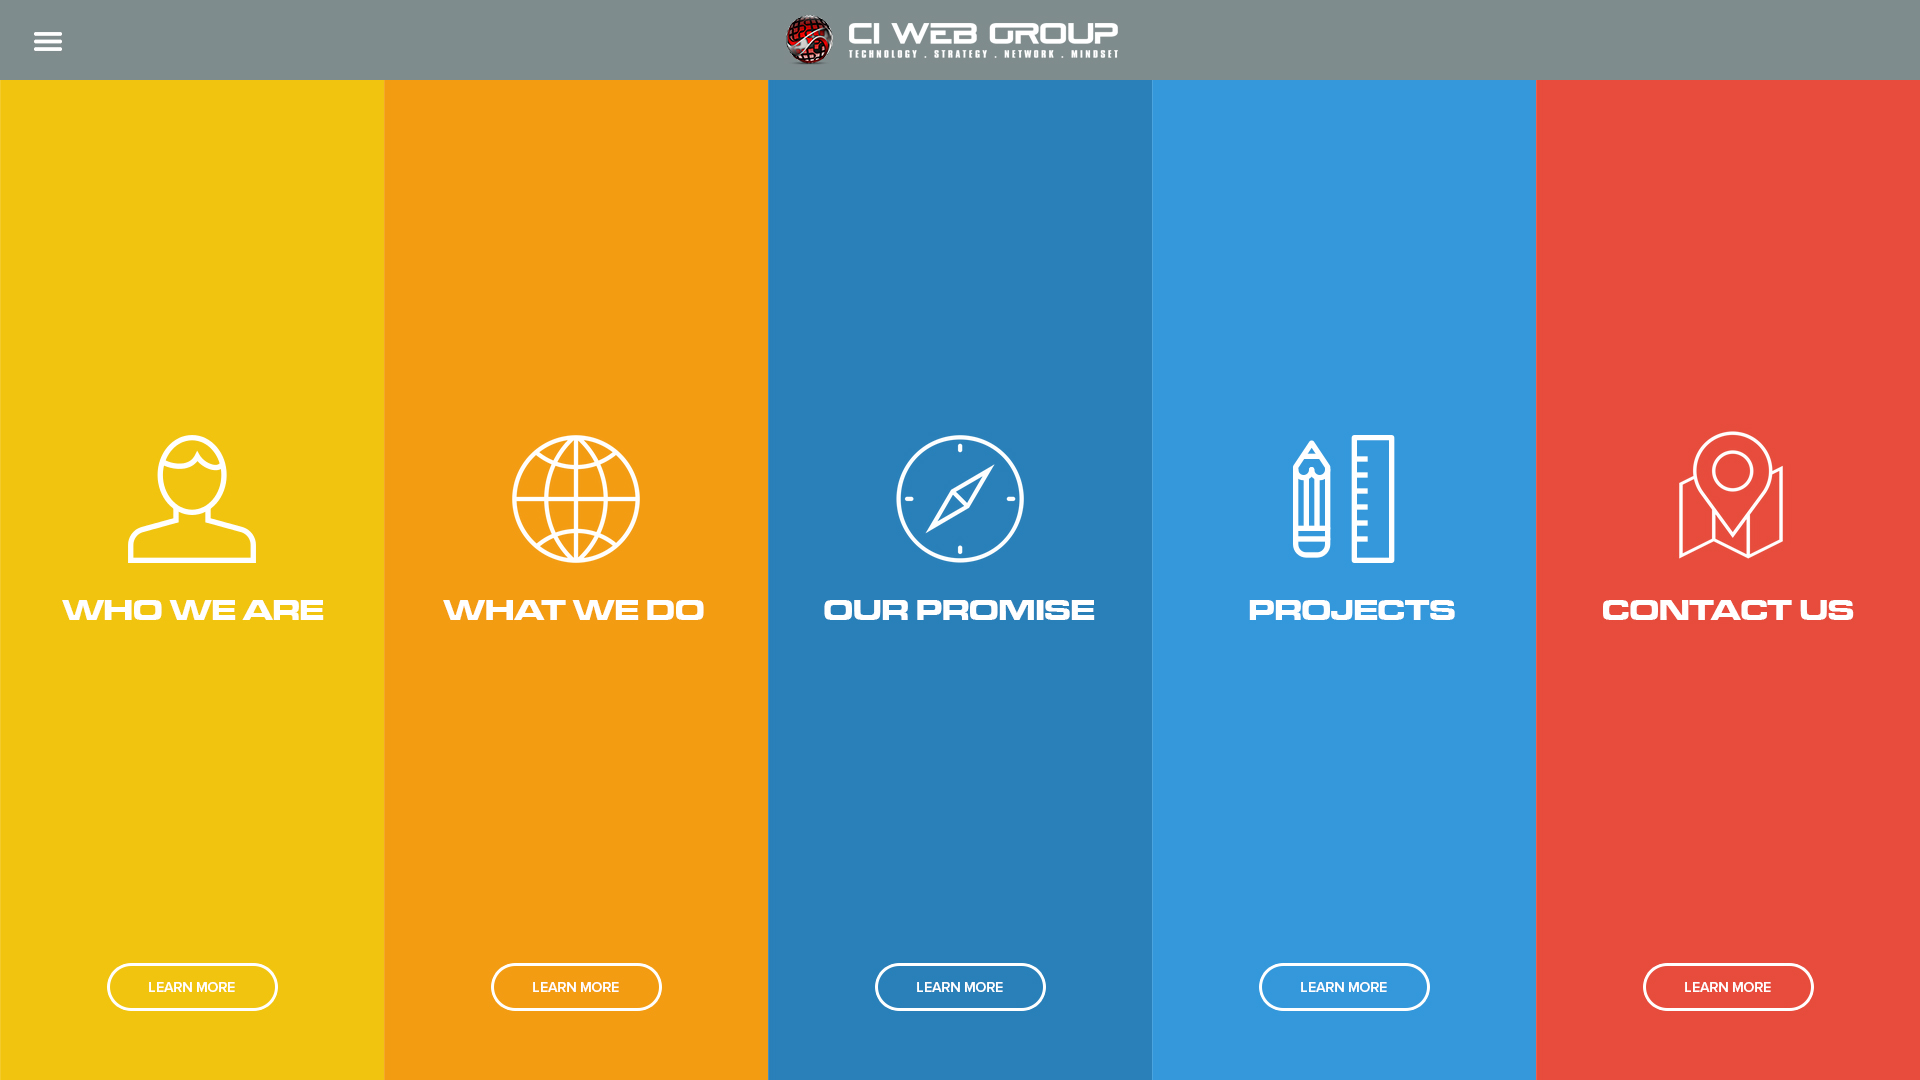 CI WEB GROUP
TECHNOLOGY . STRATEGY . NETWORK . MINDSET
WHO WE ARE
WHAT WE DO
OUR PROMISE
PROJECTS
CONTACT US
LEARN MORE
LEARN MORE
LEARN MORE
LEARN MORE
LEARN MORE